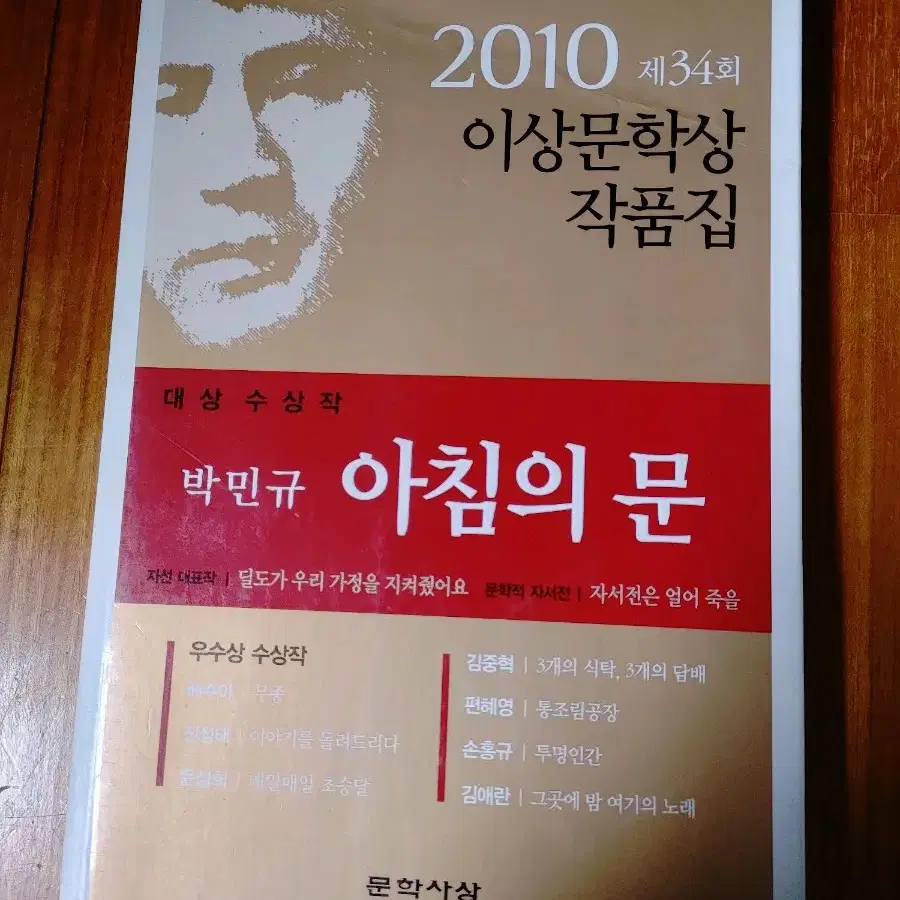 2010 제34회
이상문학상
작품집
대상 수상작
박민규 아침의 문
자선 대표작 | 딜도가 우리 가정을 지켜줬어요 문학적 자서전 | 자서전은 얼어 죽을
우수상 수상작
배수아 | 무종
전성태 | 이야기를 돌려드리다
윤성희 | 매일매일 초승달
김중혁 | 3개의 식탁, 3개의 담배
편혜영 | 통조림공장
손홍규 | 투명인간
김애란 | 그곳에 밤 여기의 노래
문학사상